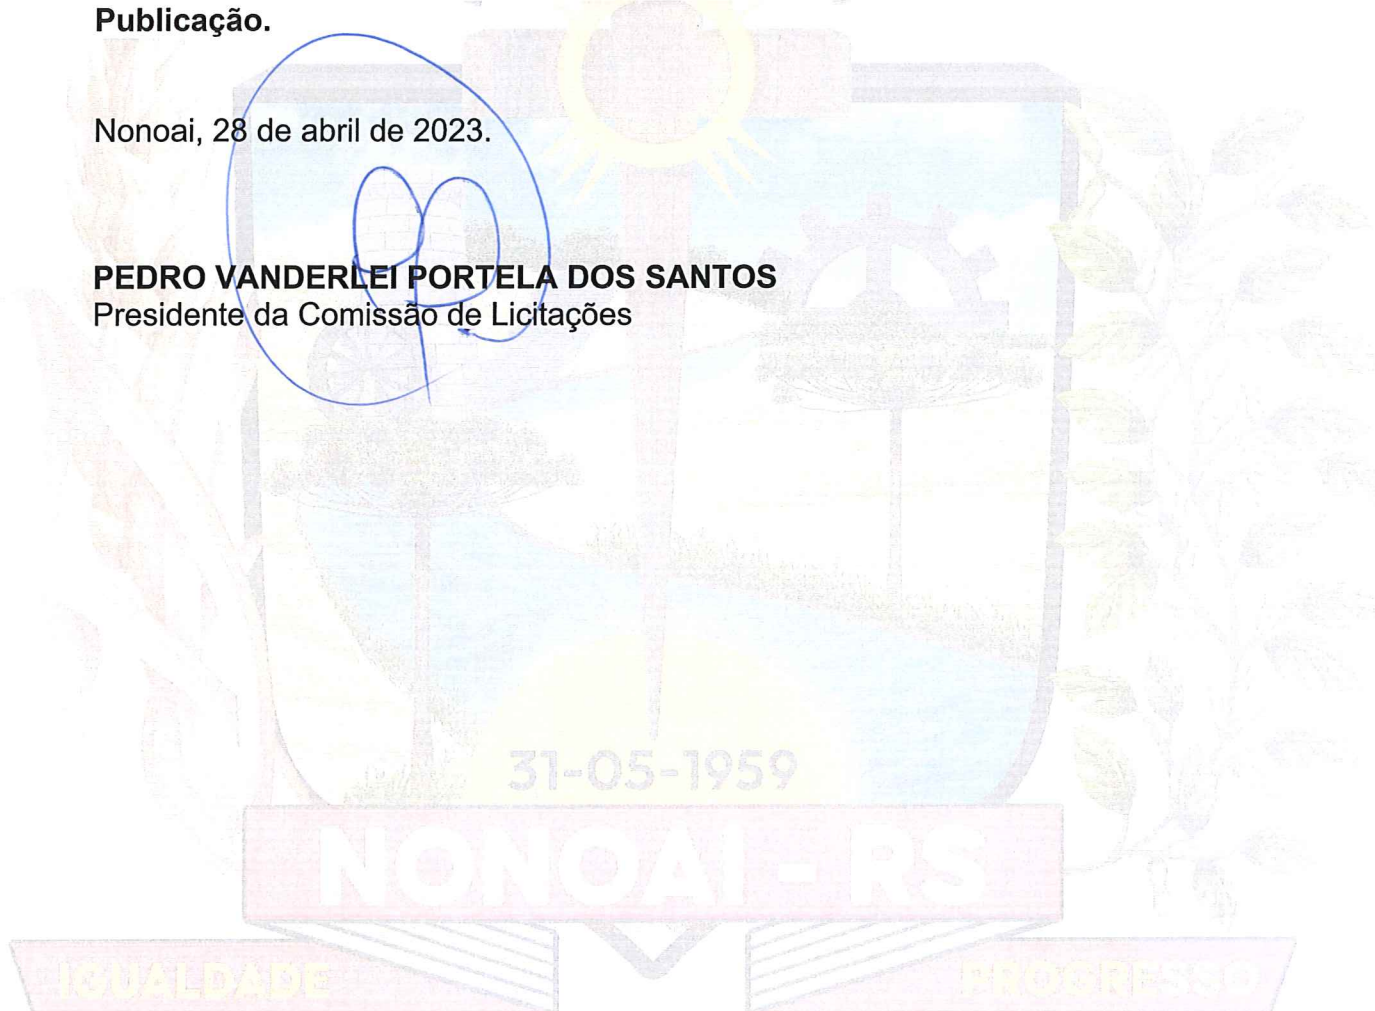 Publicação.
Nonoai, 28 de abril de 2023.
PEDRO VANDERLEI PORTELA DOS SANTOS
Presidente da Comissão de Licitações
31-05-1959
NONOAI - RS
IGUALDADE
PROGRESSO